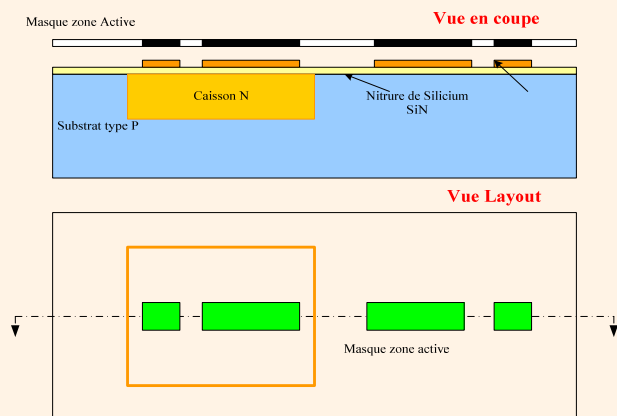 Vue en coupe
Masque zone Active
Caisson N
Nitrure de Silicium
SiN
Substrat type P
Vue Layout
Masque zone active